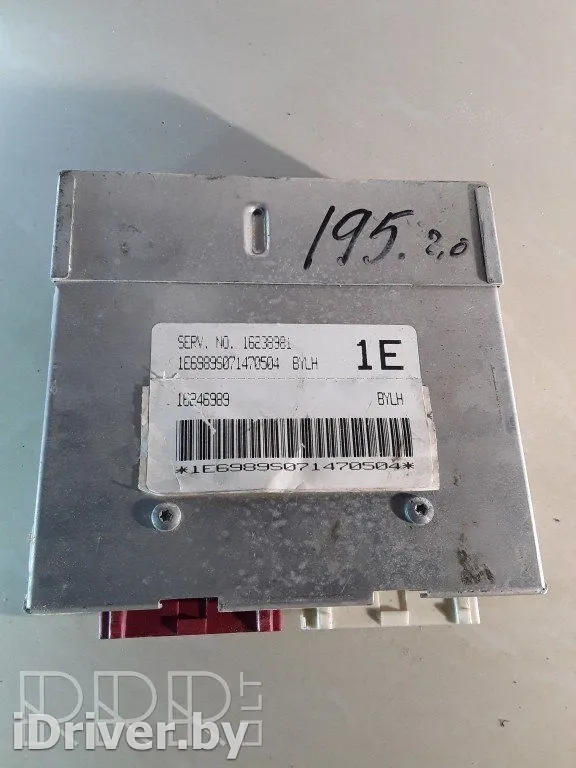 195. 2,0
SERV. NO. 16238981
1E6989S071470504 BYLH 1E
16246989 BYLH
*1E6989S071470504*
iDriver.by